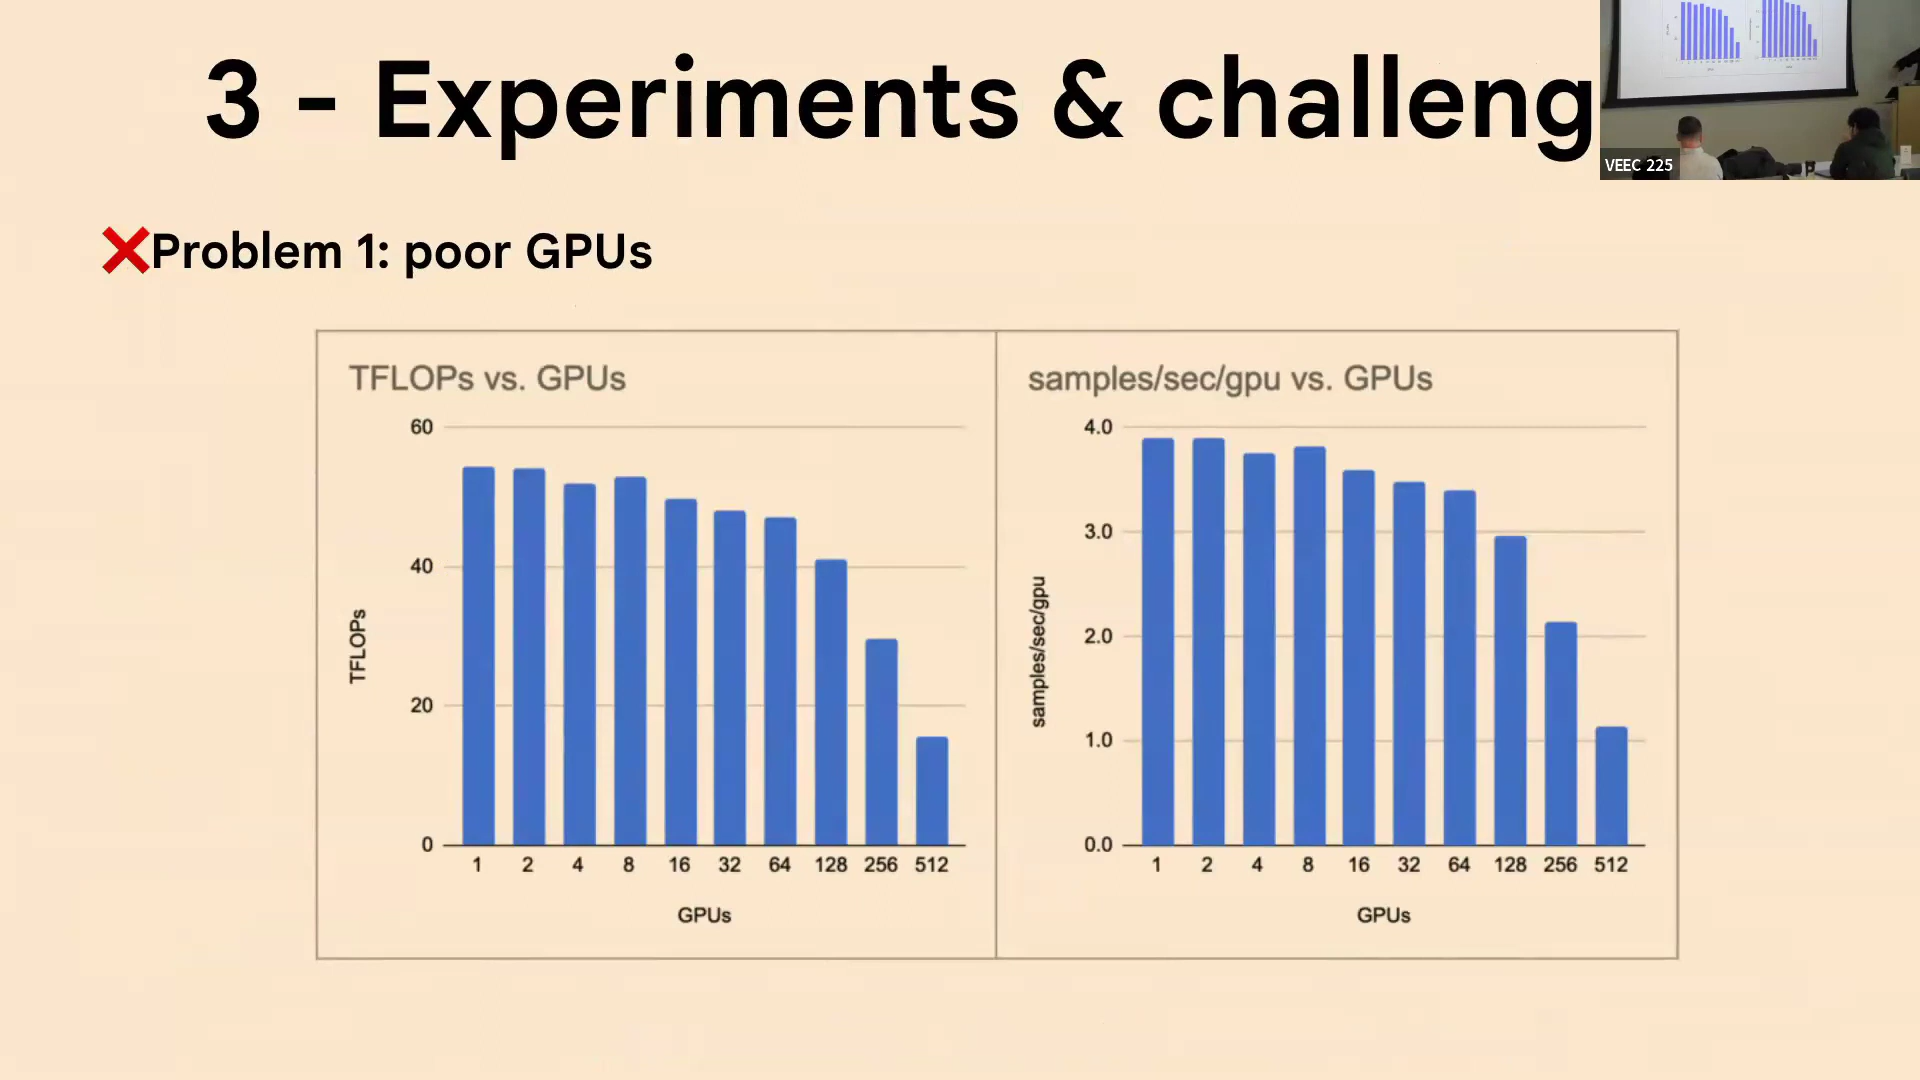 3 - Experiments & challeng
VEEC 225
❌Problem 1: poor GPUs
TFLOPs vs. GPUs
60
40
20
0
TFLOPs
1 2 4 8 16 32 64 128 256 512
GPUs
samples/sec/gpu vs. GPUs
4.0
3.0
2.0
1.0
0.0
samples/sec/gpu
1 2 4 8 16 32 64 128 256 512
GPUs